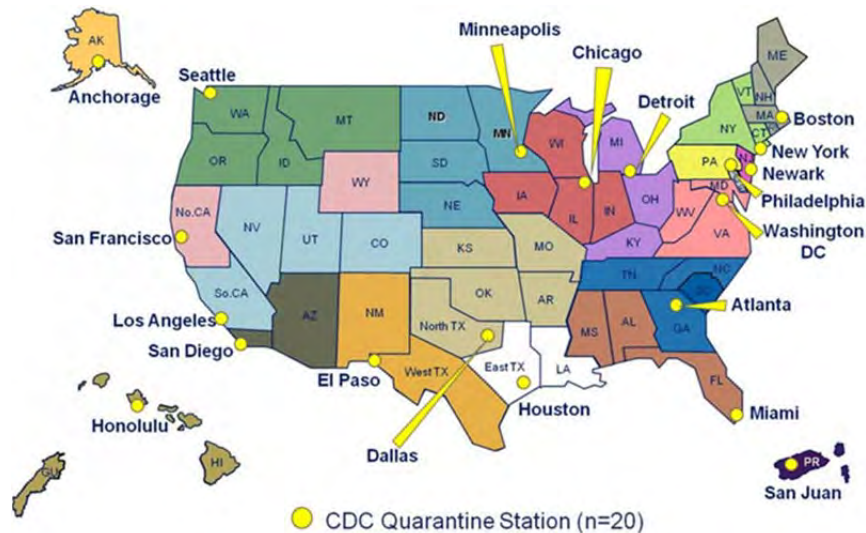 AK
Anchorage
Seattle
Minneapolis
Chicago
Detroit
Boston
New York
Newark
Philadelphia
Washington
DC
Atlanta
Miami
San Juan
Houston
Dallas
El Paso
San Diego
Los Angeles
San Francisco
Honolulu
WA
OR
ID
MT
WY
ND
SD
NE
MN
WI
IA
IL
IN
MI
OH
KY
ME
VT
NH
MA
CT
NY
PA
NJ
MD
WV
VA
No.CA
So.CA
NV
UT
CO
AZ
NM
KS
MO
OK
AR
North TX
West TX
East TX
LA
MS
AL
TN
NC
SC
GA
FL
GU
HI
PR
CDC Quarantine Station (n=20)